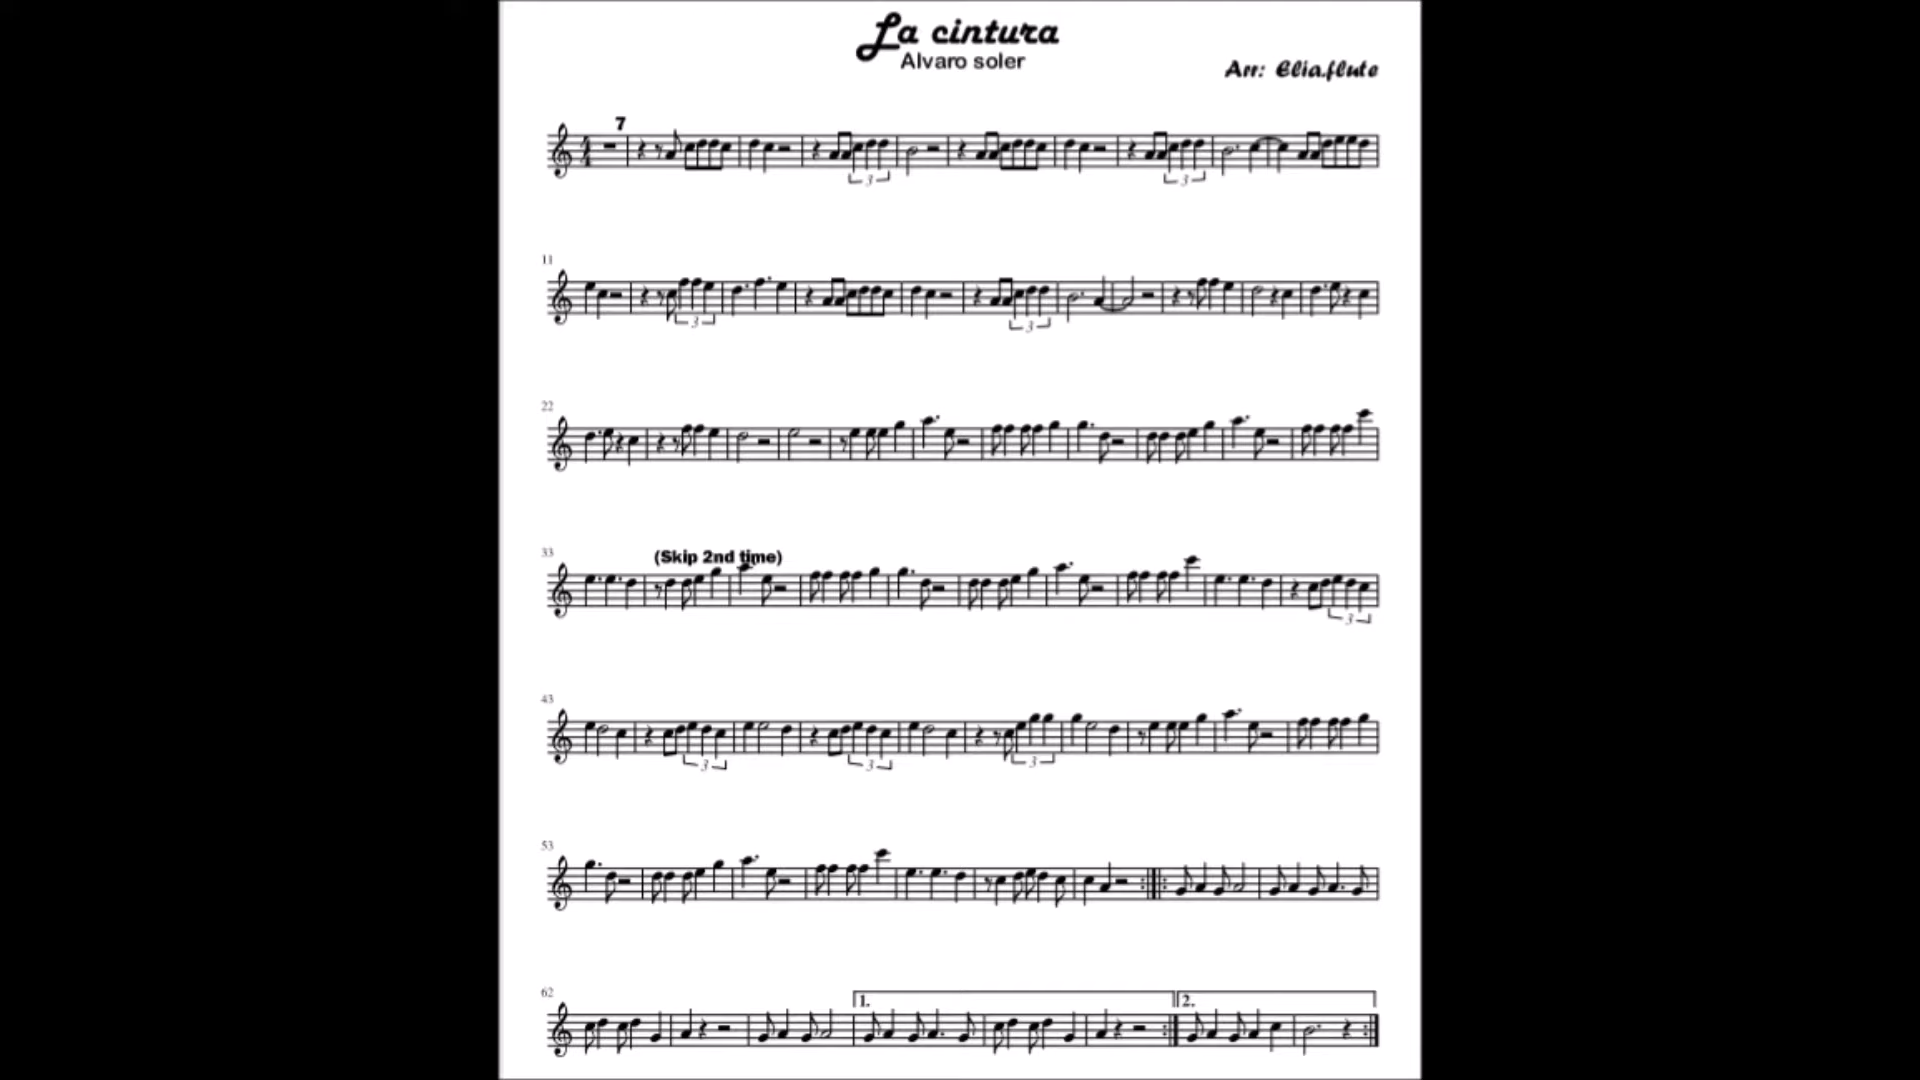 La cintura
Alvaro soler
Arr: Elia.flute
7
3 3
11
3 3
22
33
(Skip 2nd time)
3
43
3 3 3
53
62
1. 2.